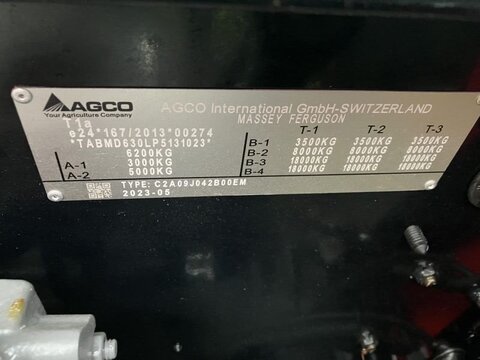 AGCO
Your Agriculture Company
AGCO International GmbH-SWITZERLAND
MASSEY FERGUSON
T1a
e24*167/2013*00274
*TABMD630LP5131023*
6200KG
A-1 3000KG
A-2 5000KG
T-1 T-2 T-3
B-1 3500KG 3500KG 3500KG
B-2 8000KG 8000KG 8000KG
B-3 18000KG 18000KG 18000KG
B-4 18000KG 18000KG 18000KG
TYPE: C2A09J042B00EM
2023-05